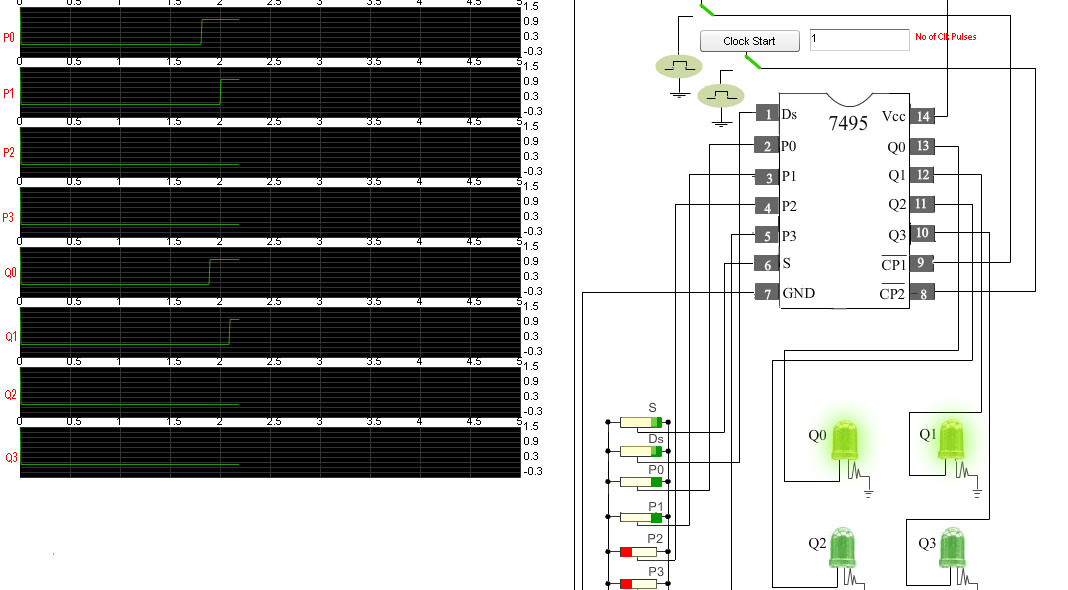 0 0.5 1 1.5 2 2.5 3 3.5 4 4.5 5
P0 1.5 0.9 0.3 -0.3
0 0.5 1 1.5 2 2.5 3 3.5 4 4.5 5
P1 1.5 0.9 0.3 -0.3
0 0.5 1 1.5 2 2.5 3 3.5 4 4.5 5
P2 1.5 0.9 0.3 -0.3
0 0.5 1 1.5 2 2.5 3 3.5 4 4.5 5
P3 1.5 0.9 0.3 -0.3
0 0.5 1 1.5 2 2.5 3 3.5 4 4.5 5
Q0 1.5 0.9 0.3 -0.3
0 0.5 1 1.5 2 2.5 3 3.5 4 4.5 5
Q1 1.5 0.9 0.3 -0.3
0 0.5 1 1.5 2 2.5 3 3.5 4 4.5 5
Q2 1.5 0.9 0.3 -0.3
0 0.5 1 1.5 2 2.5 3 3.5 4 4.5 5
Q3 1.5 0.9 0.3 -0.3
Clock Start 1 No of Clk Pulses
7495
1 Ds Vcc 14
2 P0 Q0 13
3 P1 Q1 12
4 P2 Q2 11
5 P3 Q3 10
6 S CP1 9
7 GND CP2 8
S
Ds
P0
P1
P2
P3
Q0 Q1
Q2 Q3